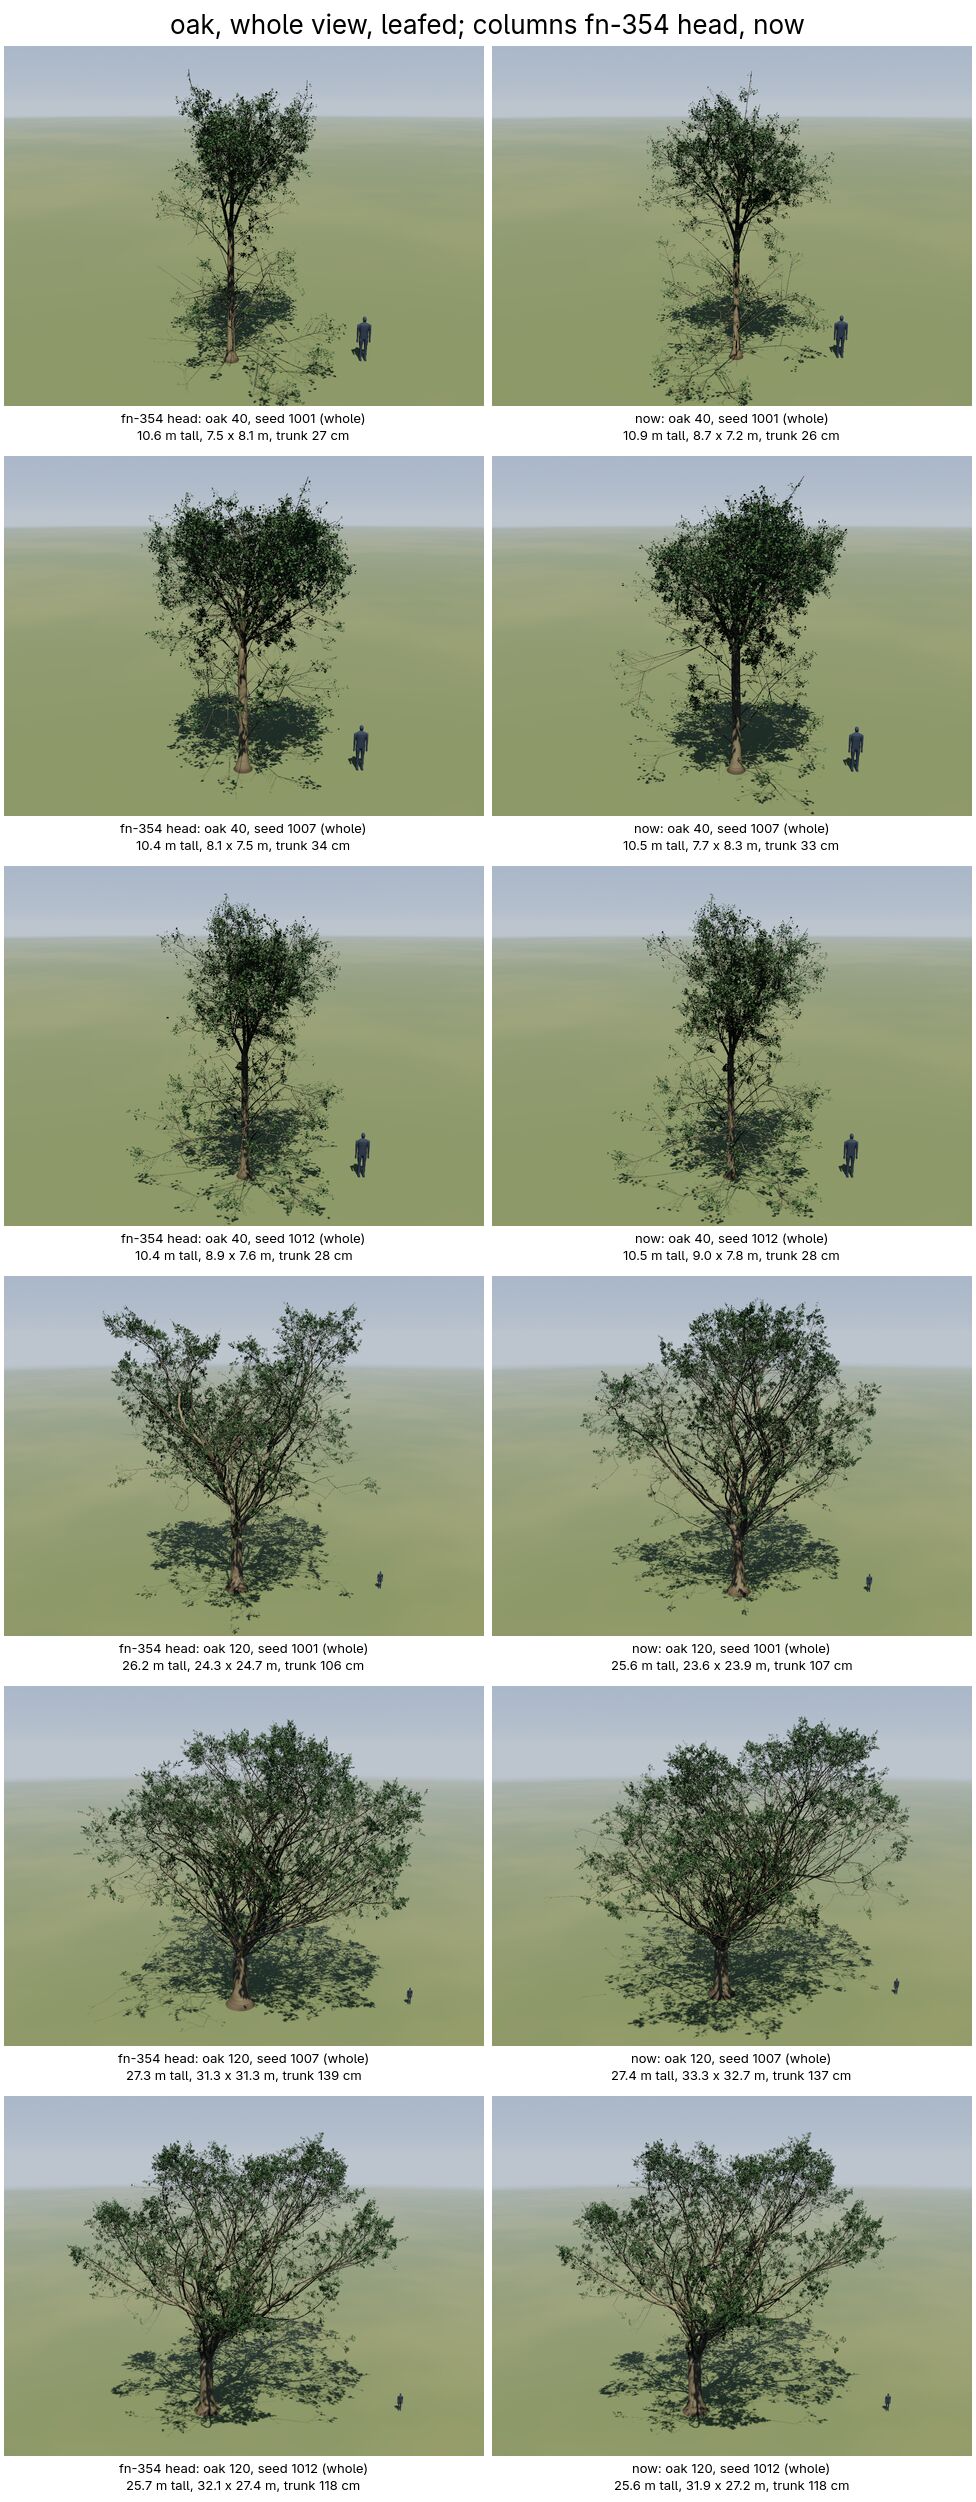 oak, whole view, leafed; columns fn-354 head, now
fn-354 head: oak 40, seed 1001 (whole)
10.6 m tall, 7.5 x 8.1 m, trunk 27 cm
now: oak 40, seed 1001 (whole)
10.9 m tall, 8.7 x 7.2 m, trunk 26 cm
fn-354 head: oak 40, seed 1007 (whole)
10.4 m tall, 8.1 x 7.5 m, trunk 34 cm
now: oak 40, seed 1007 (whole)
10.5 m tall, 7.7 x 8.3 m, trunk 33 cm
fn-354 head: oak 40, seed 1012 (whole)
10.4 m tall, 8.9 x 7.6 m, trunk 28 cm
now: oak 40, seed 1012 (whole)
10.5 m tall, 9.0 x 7.8 m, trunk 28 cm
fn-354 head: oak 120, seed 1001 (whole)
26.2 m tall, 24.3 x 24.7 m, trunk 106 cm
now: oak 120, seed 1001 (whole)
25.6 m tall, 23.6 x 23.9 m, trunk 107 cm
fn-354 head: oak 120, seed 1007 (whole)
27.3 m tall, 31.3 x 31.3 m, trunk 139 cm
now: oak 120, seed 1007 (whole)
27.4 m tall, 33.3 x 32.7 m, trunk 137 cm
fn-354 head: oak 120, seed 1012 (whole)
25.7 m tall, 32.1 x 27.4 m, trunk 118 cm
now: oak 120, seed 1012 (whole)
25.6 m tall, 31.9 x 27.2 m, trunk 118 cm